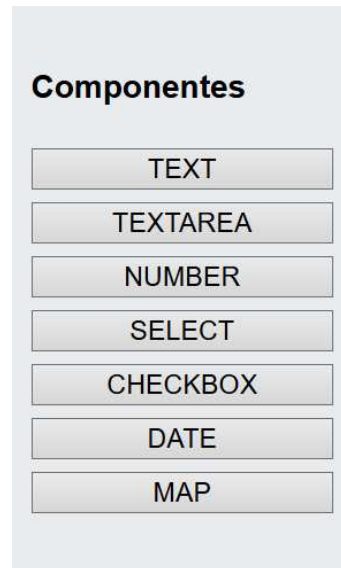 Componentes
TEXT
TEXTAREA
NUMBER
SELECT
CHECKBOX
DATE
MAP